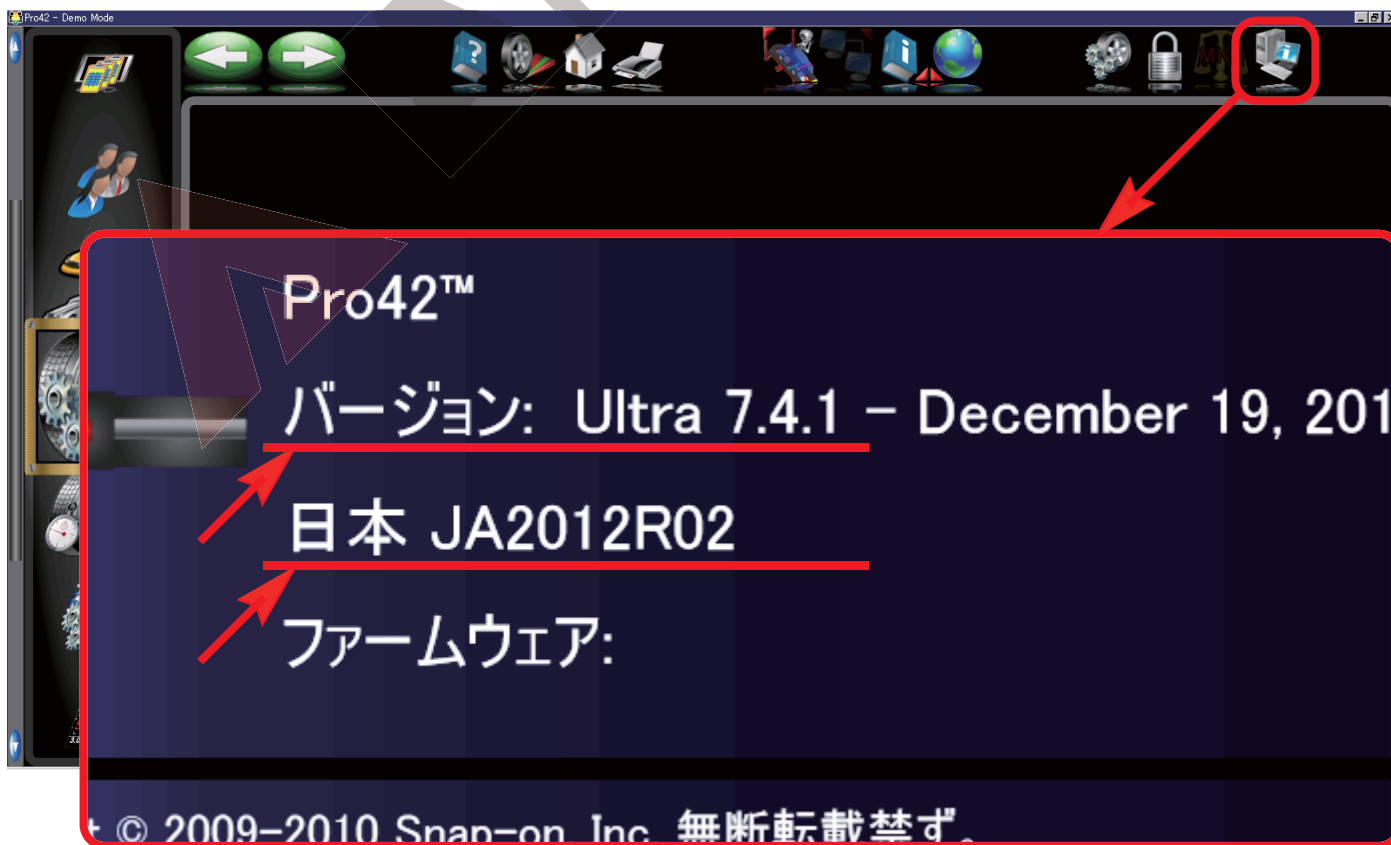 Pro42 - Demo Mode
Pro42™
バージョン: Ultra 7.4.1 - December 19, 201
日本 JA2012R02
ファームウェア:
© 2009-2010 Snap-on Inc. 無断転載禁ず。